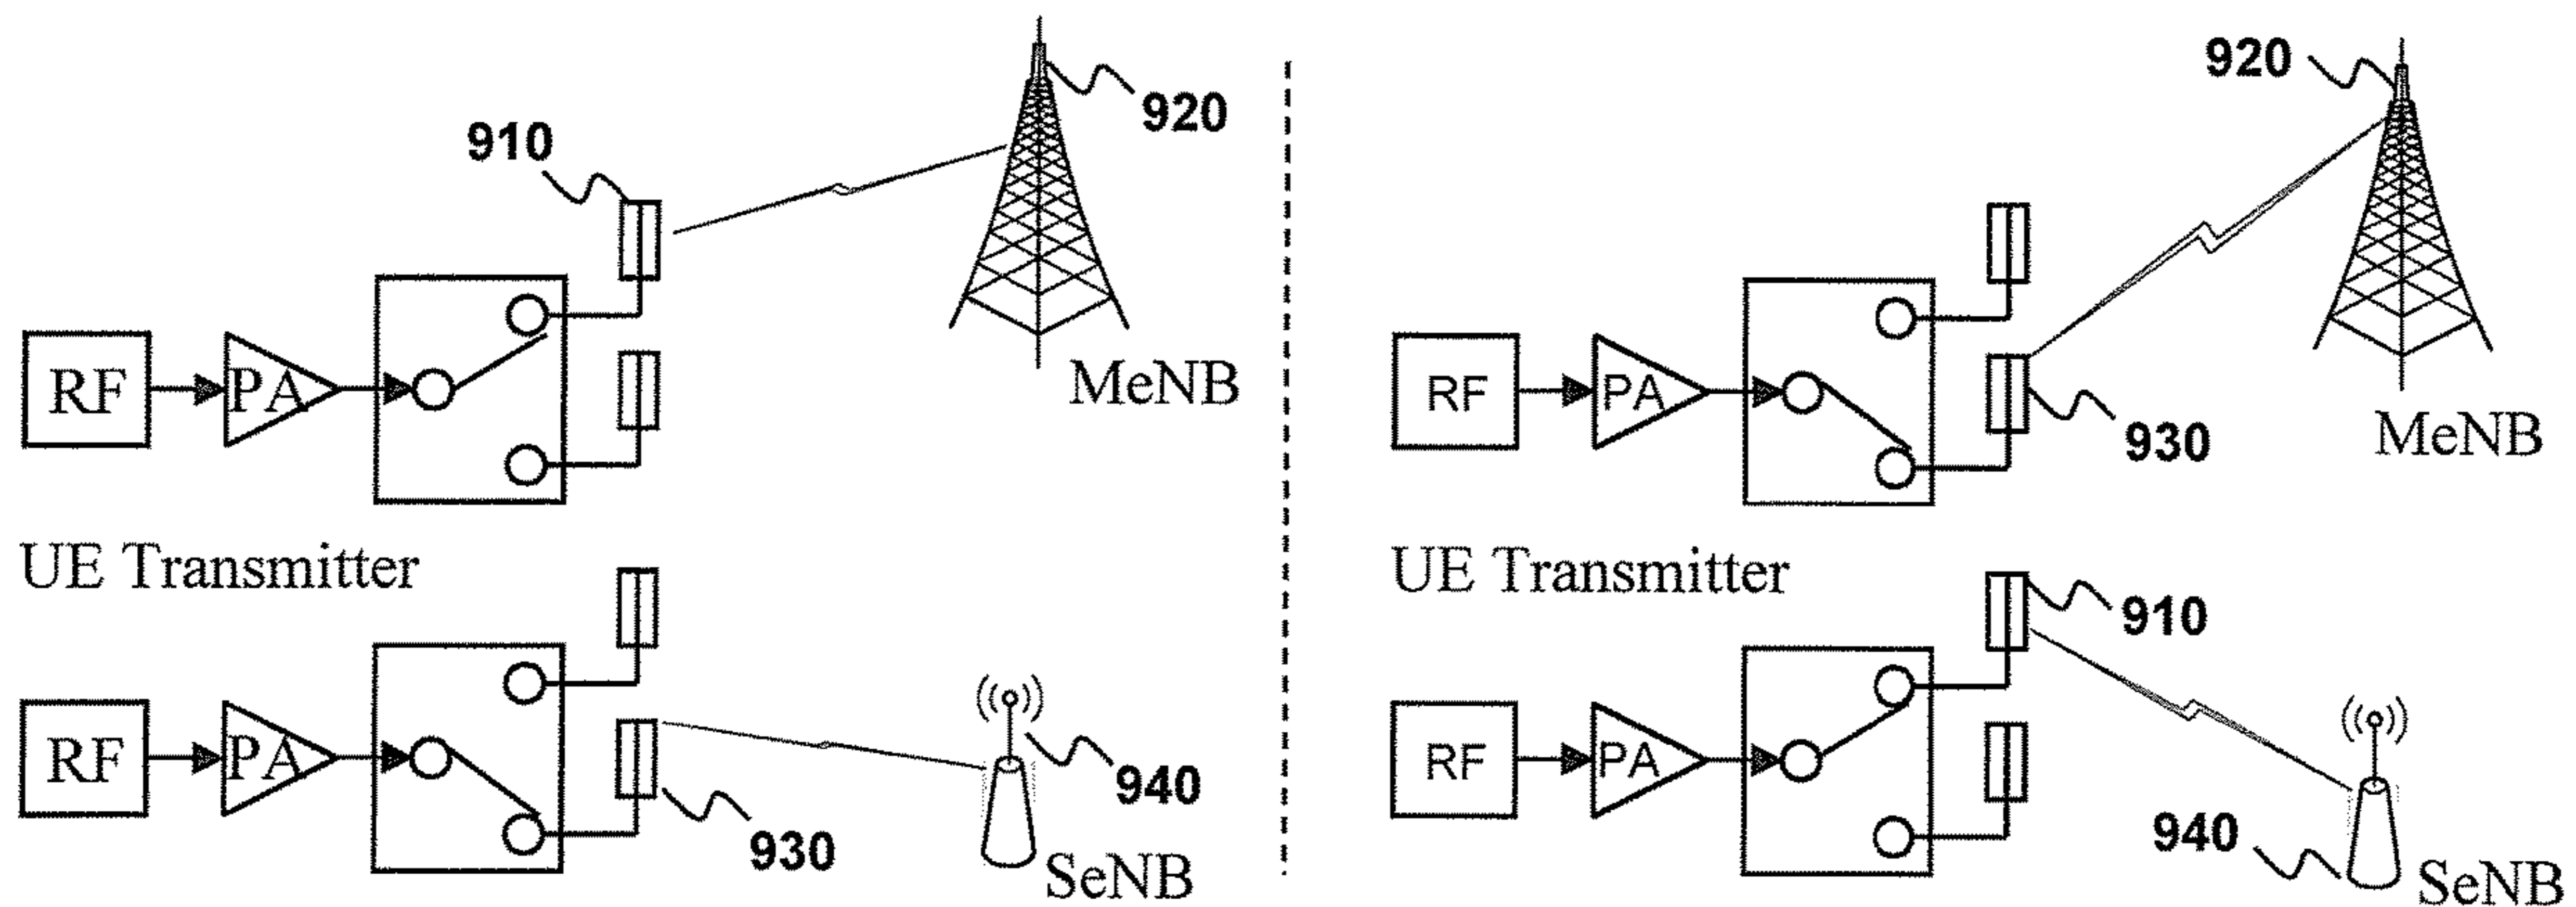 920
910
MeNB
RF
PA
UE Transmitter
RF
PA
930
940
SeNB
920
RF
PA
930
MeNB
UE Transmitter
910
RF
PA
940
SeNB